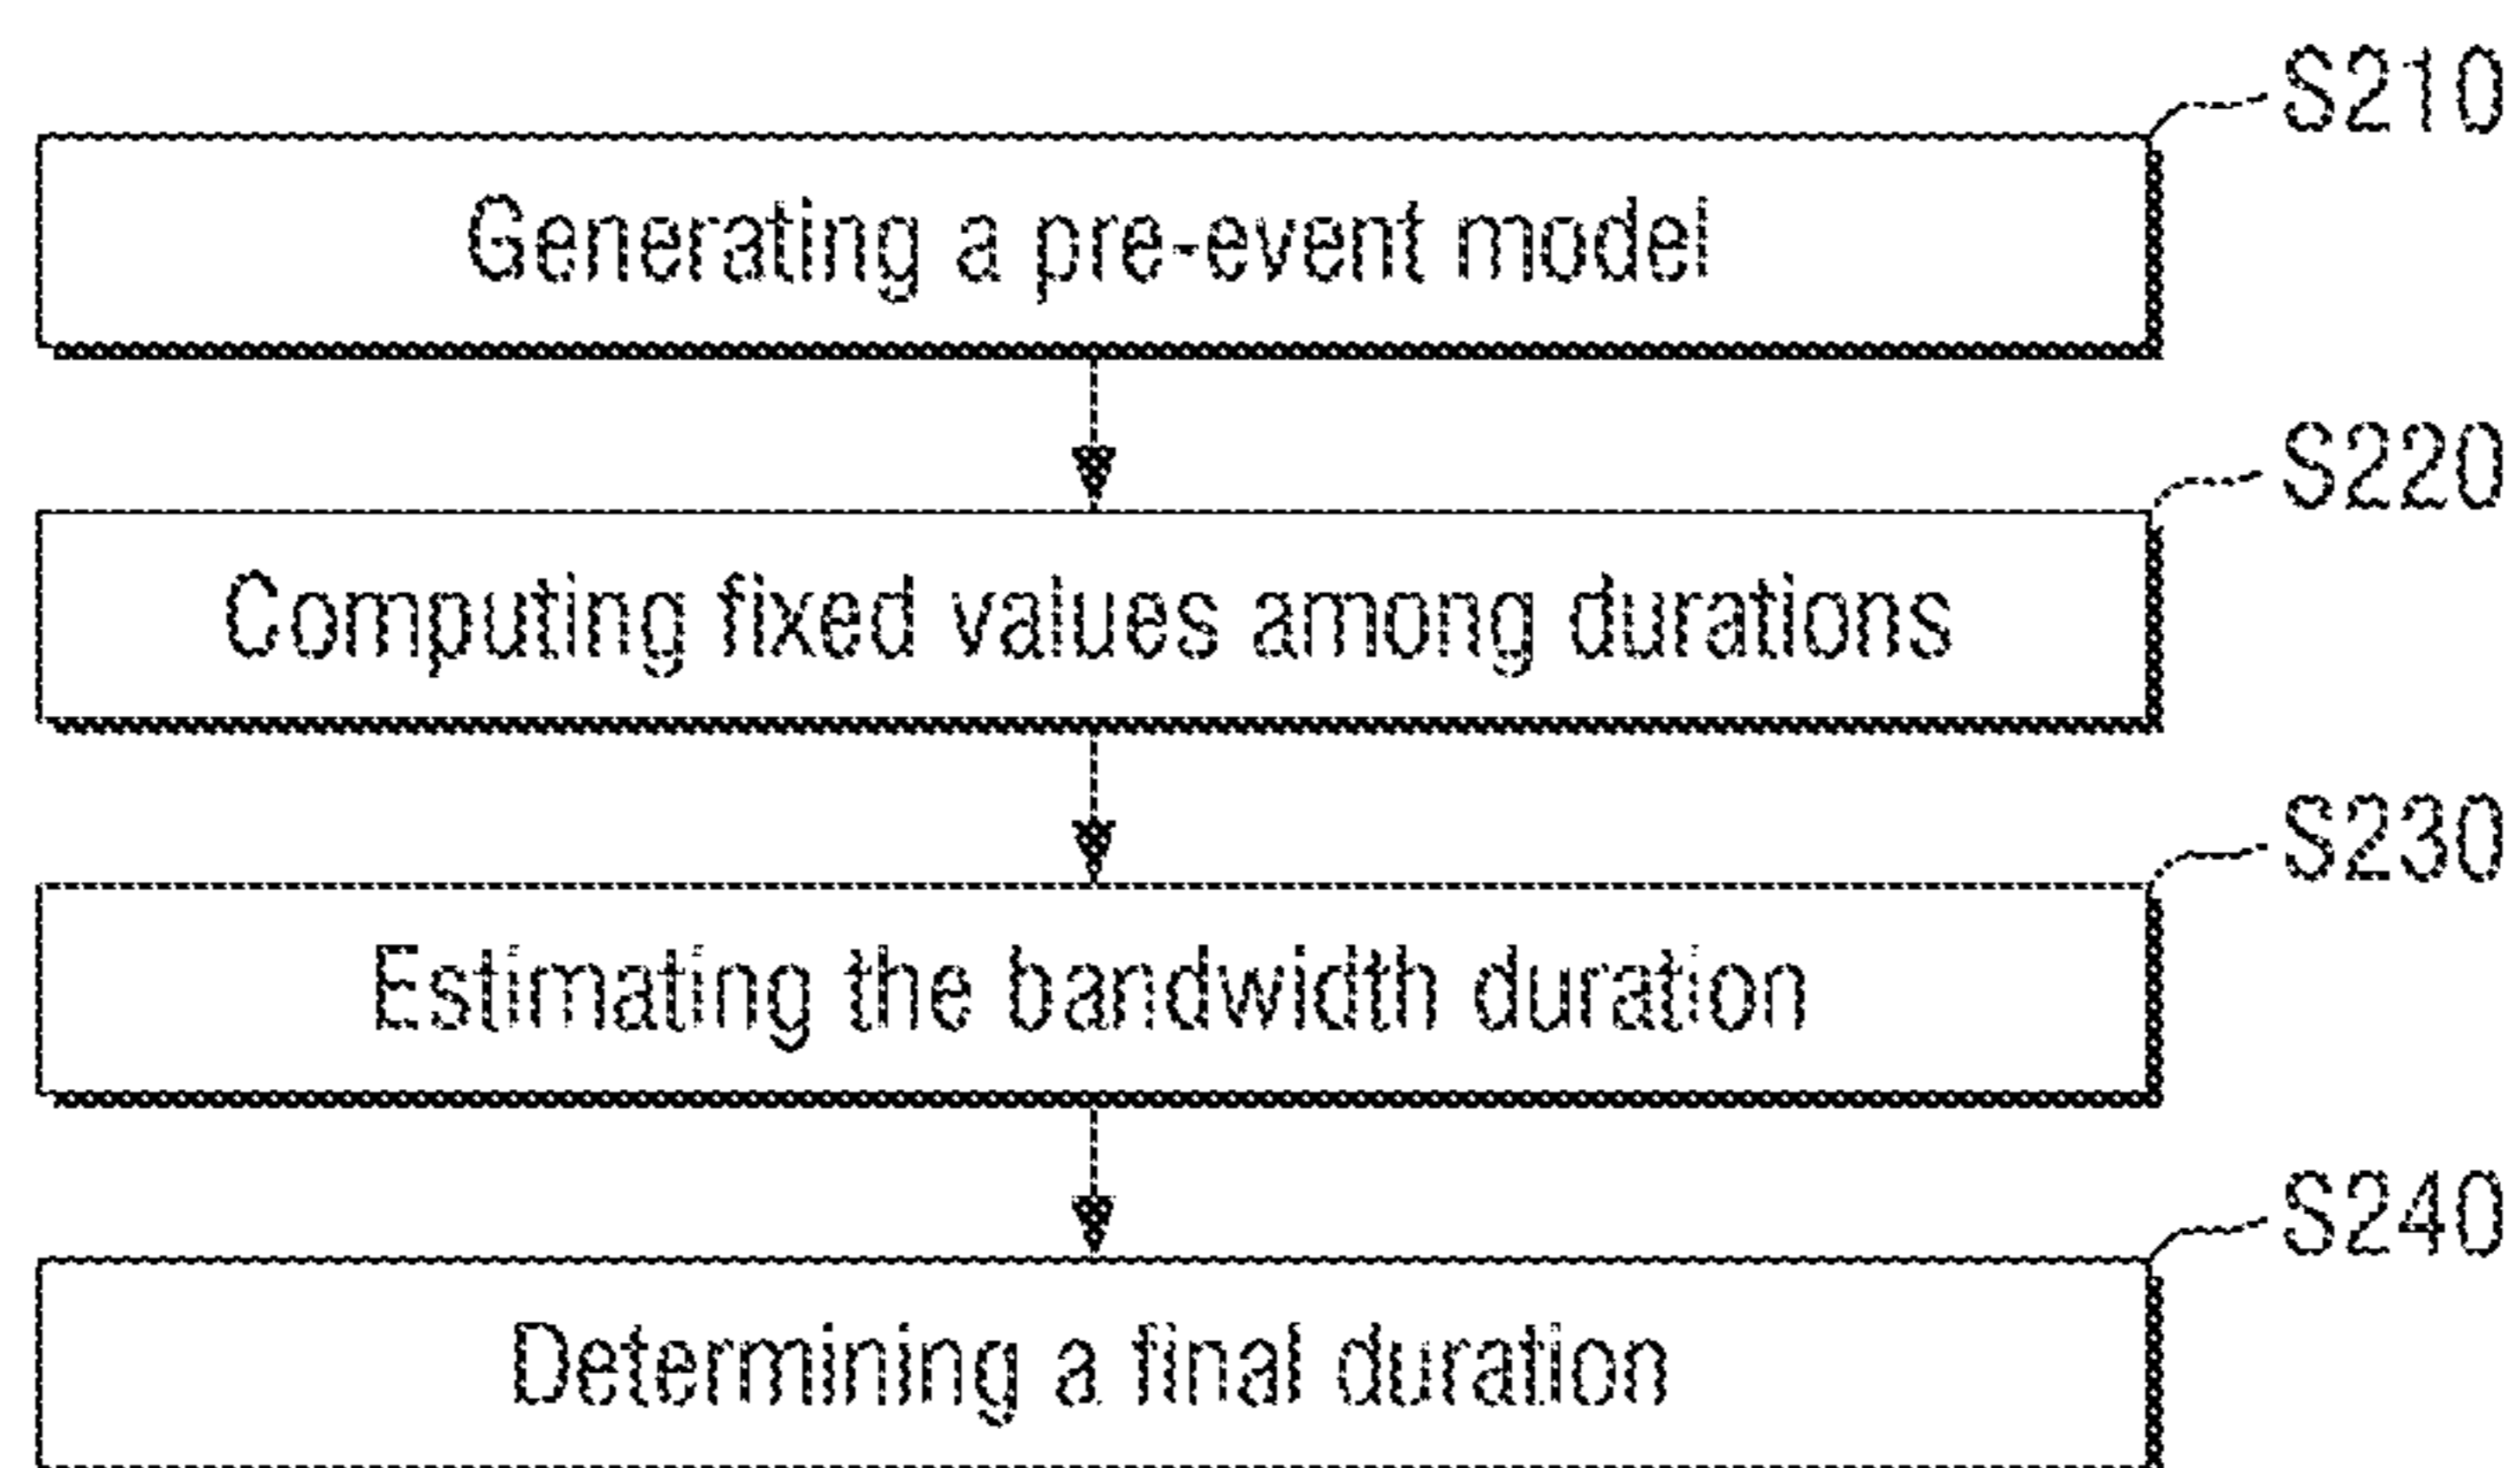 S210
Generating a pre-event model
S220
Computing fixed values among durations
S230
Estimating the bandwidth duration
S240
Determining a final duration